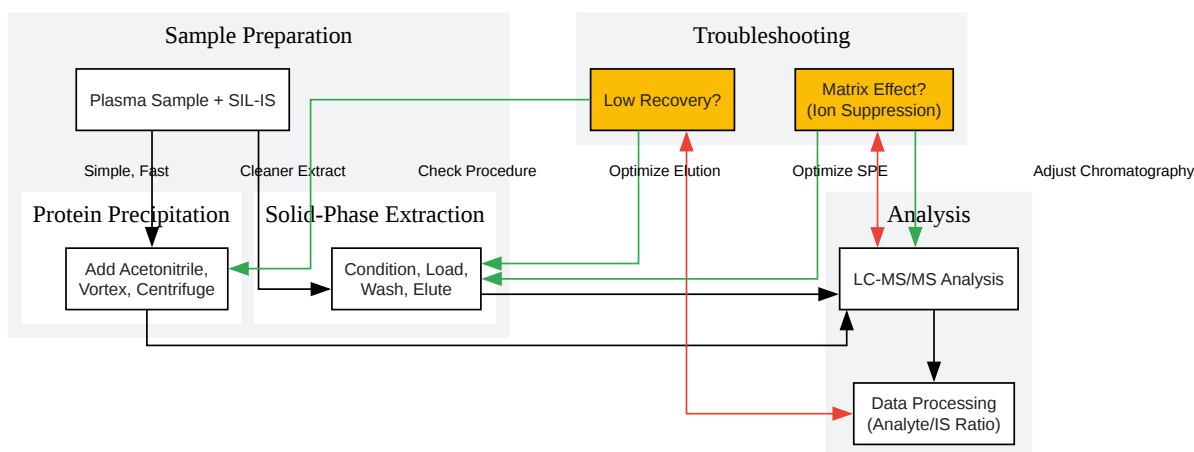 Sample Preparation
Troubleshooting
Plasma Sample + SIL-IS
Low Recovery?
Matrix Effect?
(Ion Suppression)
Simple, Fast
Cleaner Extract
Check Procedure
Optimize Elution
Optimize SPE
Adjust Chromatography
Protein Precipitation
Solid-Phase Extraction
Analysis
Add Acetonitrile,
Vortex, Centrifuge
Condition, Load,
Wash, Elute
LC-MS/MS Analysis
Data Processing
(Analyte/IS Ratio)